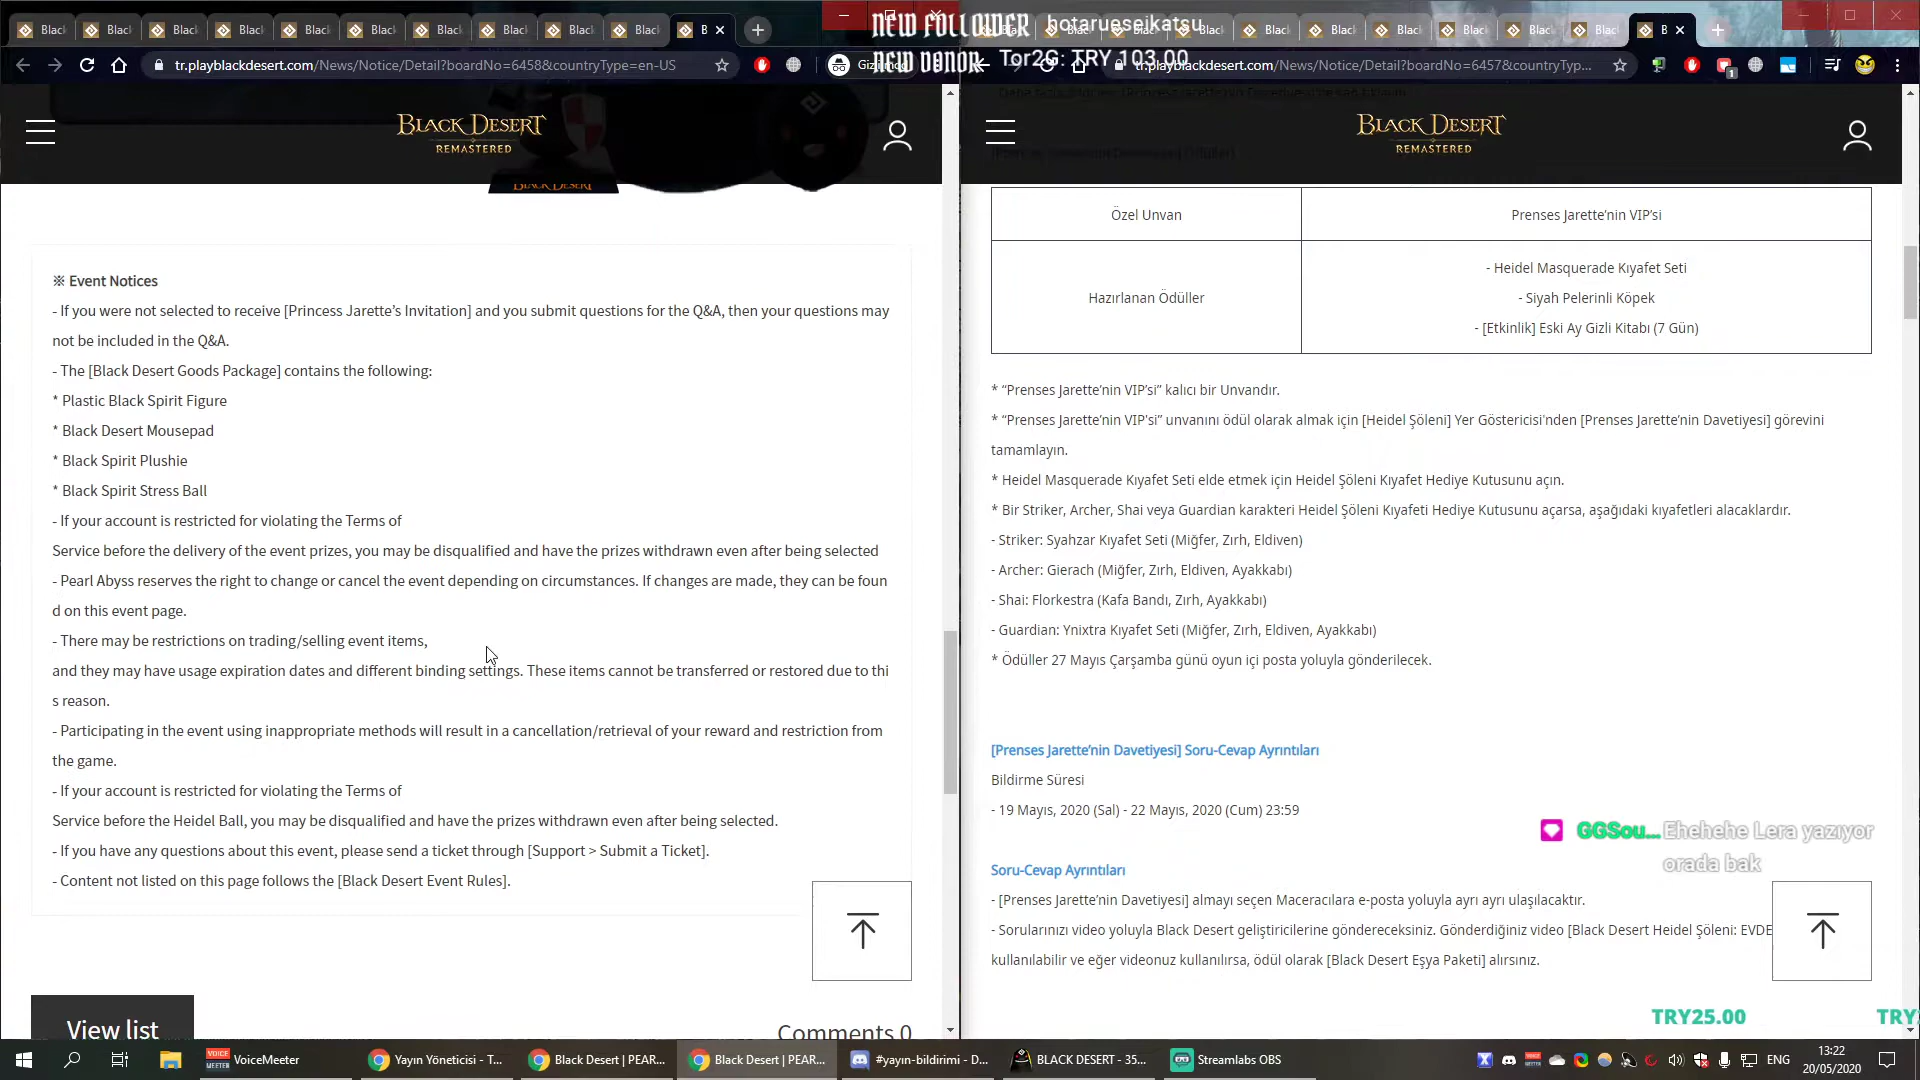 Black
Black
Black
Black
Black
Black
Black
Black
Black
Black
B
tr.playblackdesert.com/News/Notice/Detail?boardNo=6458&countryType=en-US
NEW FOLLOWER
hotarueseikatsu
NEW DONOR
Tor26: TRY 103.00
Black
Black
Black
Black
Black
Black
B
tr.playblackdesert.com/News/Notice/Detail?boardNo=6457&countryTyp...
BLACK DESERT
REMASTERED
BLACK DESERT
※ Event Notices
- If you were not selected to receive [Princess Jarette’s Invitation] and you submit questions for the Q&A, then your questions may
not be included in the Q&A.
- The [Black Desert Goods Package] contains the following:
* Plastic Black Spirit Figure
* Black Desert Mousepad
* Black Spirit Plushie
* Black Spirit Stress Ball
- If your account is restricted for violating the Terms of
Service before the delivery of the event prizes, you may be disqualified and have the prizes withdrawn even after being selected
- Pearl Abyss reserves the right to change or cancel the event depending on circumstances. If changes are made, they can be foun
d on this event page.
- There may be restrictions on trading/selling event items,
and they may have usage expiration dates and different binding settings. These items cannot be transferred or restored due to thi
s reason.
- Participating in the event using inappropriate methods will result in a cancellation/retrieval of your reward and restriction from
the game.
- If your account is restricted for violating the Terms of
Service before the Heidel Ball, you may be disqualified and have the prizes withdrawn even after being selected.
- If you have any questions about this event, please send a ticket through [Support > Submit a Ticket].
- Content not listed on this page follows the [Black Desert Event Rules].
View list
Comments 0
BLACK DESERT
REMASTERED
Özel Unvan
Prenses Jarette’nin VIP’si
Hazırlanan Ödüller
- Heidel Masquerade Kıyafet Seti
- Siyah Pelerinli Köpek
- [Etkinlik] Eski Ay Gizli Kitabı (7 Gün)
* “Prenses Jarette’nin VIP’si” kalıcı bir Unvandır.
* “Prenses Jarette’nin VIP'si” unvanını ödül olarak almak için [Heidel Şöleni] Yer Göstericisi'nden [Prenses Jarette’nin Davetiyesi] görevini
tamamlayın.
* Heidel Masquerade Kıyafet Seti elde etmek için Heidel Şöleni Kıyafet Hediye Kutusunu açın.
* Bir Striker, Archer, Shai veya Guardian karakteri Heidel Şöleni Kıyafeti Hediye Kutusunu açarsa, aşağıdaki kıyafetleri alacaklardır.
- Striker: Syahzar Kıyafet Seti (Miğfer, Zırh, Eldiven)
- Archer: Gierach (Miğfer, Zırh, Eldiven, Ayakkabı)
- Shai: Florkestra (Kafa Bandı, Zırh, Ayakkabı)
- Guardian: Ynixtra Kıyafet Seti (Miğfer, Zırh, Eldiven, Ayakkabı)
* Ödüller 27 Mayıs Çarşamba günü oyun içi posta yoluyla gönderilecek.
[Prenses Jarette’nin Davetiyesi] Soru-Cevap Ayrıntıları
Bildirme Süresi
- 19 Mayıs, 2020 (Sal) - 22 Mayıs, 2020 (Cum) 23:59
GGSou... Ehehehe Lera yazıyor
orada bak
Soru-Cevap Ayrıntıları
- [Prenses Jarette’nin Davetiyesi] almayı seçen Maceracılara e-posta yoluyla ayrı ayrı ulaşılacaktır.
- Sorularınızı video yoluyla Black Desert geliştiricilerine göndereceksiniz. Gönderdiğiniz video [Black Desert Heidel Şöleni: EVDE
kullanılabilir ve eğer videonuz kullanılırsa, ödül olarak [Black Desert Eşya Paketi] alırsınız.
TRY25.00
TRY
VOICE MEETER
VoiceMeeter
Yayın Yöneticisi - T...
Black Desert | PEAR...
Black Desert | PEAR...
#yayın-bildirimi - D...
BLACK DESERT - 35...
Streamlabs OBS
ENG
13:22
20/05/2020